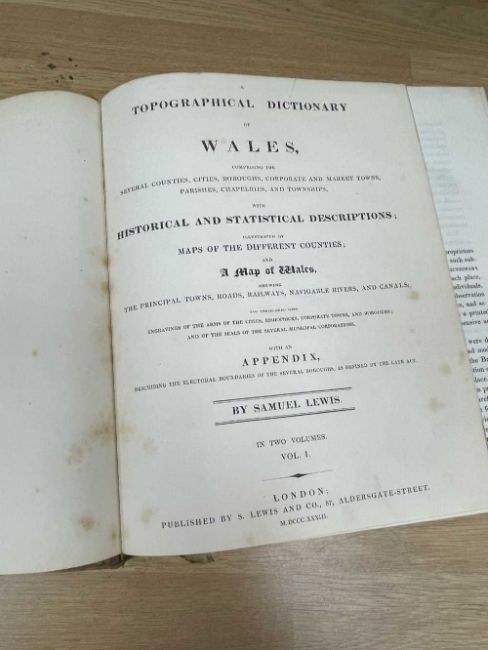 A
TOPOGRAPHICAL DICTIONARY
OF
WALES,
COMPRISING THE
SEVERAL COUNTIES, CITIES, BOROUGHS, CORPORATE AND MARKET TOWNS,
PARISHES, CHAPELRIES, AND TOWNSHIPS,
WITH
HISTORICAL AND STATISTICAL DESCRIPTIONS;
ILLUSTRATED BY
MAPS OF THE DIFFERENT COUNTIES;
AND
A Map of Wales,
SHEWING
THE PRINCIPAL TOWNS, ROADS, RAILWAYS, NAVIGABLE RIVERS, AND CANALS;
AND EMBELLISHED WITH
ENGRAVINGS OF THE ARMS OF THE CITIES, BISHOPRICKS, CORPORATE TOWNS, AND BOROUGHS;
AND OF THE SEALS OF THE SEVERAL MUNICIPAL CORPORATIONS.
WITH AN
APPENDIX,
DESCRIBING THE ELECTORAL BOUNDARIES OF THE SEVERAL BOROUGHS, AS DEFINED BY THE LATE ACT.
BY SAMUEL LEWIS.
IN TWO VOLUMES.
VOL. I.
LONDON:
PUBLISHED BY S. LEWIS AND CO., 87, ALDERSGATE-STREET.
M.DCCC.XXXIII.
such sub-
each place,